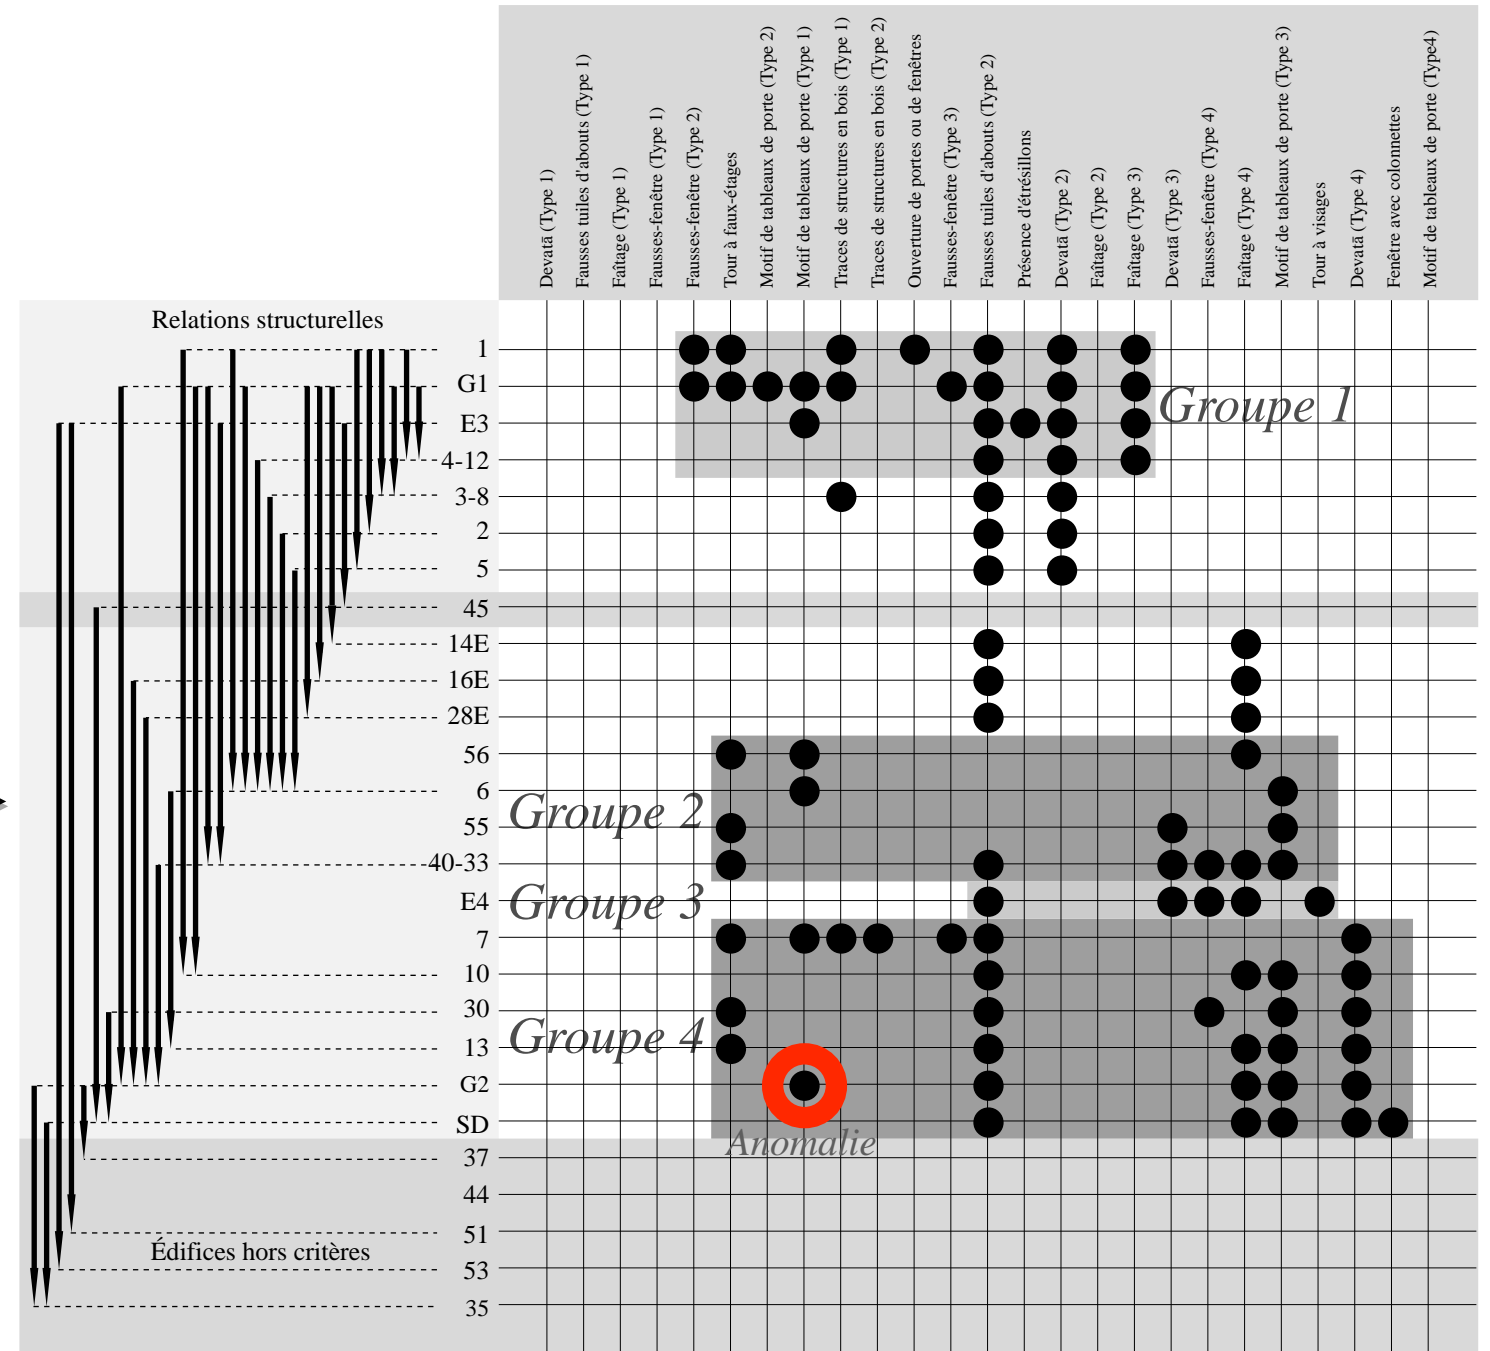 Devatā (Type 1)
Fausses tuiles d'abouts (Type 1)
Faîtage (Type 1)
Fausses-fenêtre (Type 1)
Fausses-fenêtre (Type 2)
Tour à faux-étages
Motif de tableaux de porte (Type 2)
Motif de tableaux de porte (Type 1)
Traces de structures en bois (Type 1)
Traces de structures en bois (Type 2)
Ouverture de portes ou de fenêtres
Fausses-fenêtre (Type 3)
Fausses tuiles d'abouts (Type 2)
Présence d'étrésillons
Devatā (Type 2)
Faîtage (Type 2)
Faîtage (Type 3)
Devatā (Type 3)
Fausses-fenêtre (Type 4)
Faîtage (Type 4)
Motif de tableaux de porte (Type 3)
Tour à visages
Devatā (Type 4)
Fenêtre avec colonnettes
Motif de tableaux de porte (Type4)
Relations structurelles
1
G1
Groupe 1
E3
4-12
3-8
2
5
45
14E
16E
28E
56
6
Groupe 2
55
40-33
E4
Groupe 3
7
10
30
Groupe 4
13
G2
SD
Anomalie
37
44
51
Édifices hors critères
53
35